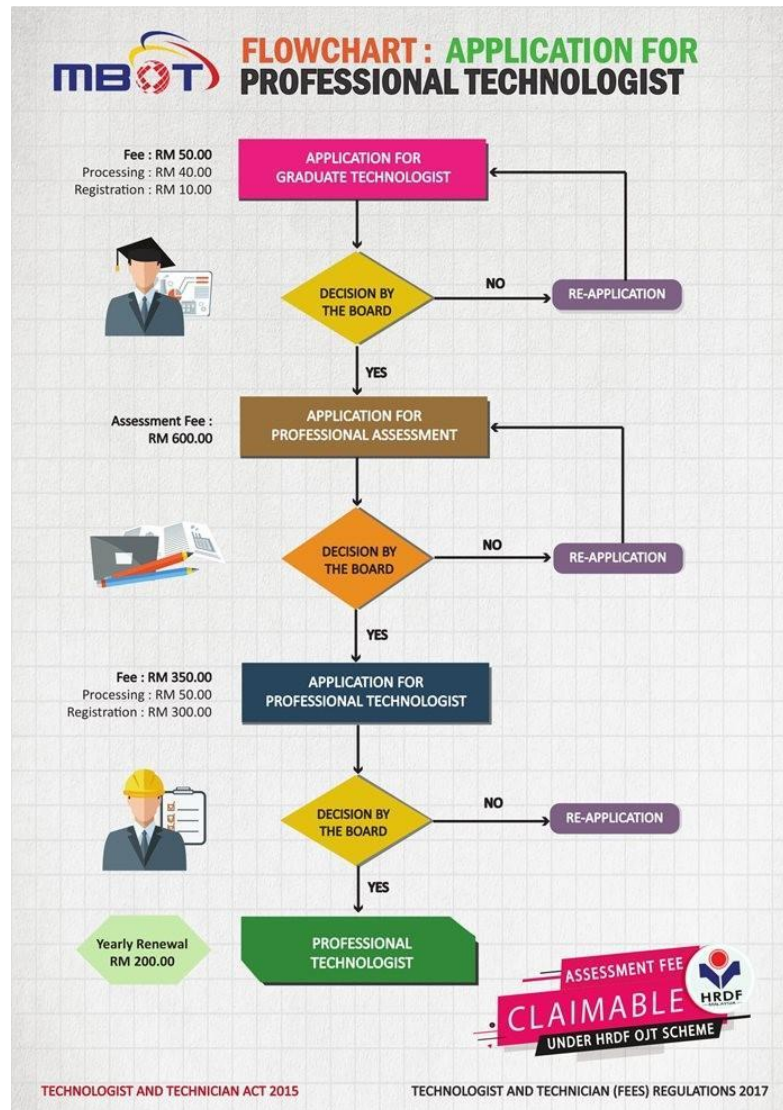 MBOT
FLOWCHART : APPLICATION FOR
PROFESSIONAL TECHNOLOGIST
Fee : RM 50.00
Processing : RM 40.00
Registration : RM 10.00
APPLICATION FOR
GRADUATE TECHNOLOGIST
DECISION BY
THE BOARD
NO
RE-APPLICATION
YES
Assessment Fee :
RM 600.00
APPLICATION FOR
PROFESSIONAL ASSESSMENT
DECISION BY
THE BOARD
NO
RE-APPLICATION
YES
Fee : RM 350.00
Processing : RM 50.00
Registration : RM 300.00
APPLICATION FOR
PROFESSIONAL TECHNOLOGIST
DECISION BY
THE BOARD
NO
RE-APPLICATION
YES
Yearly Renewal
RM 200.00
PROFESSIONAL
TECHNOLOGIST
ASSESSMENT FEE
CLAIMABLE
UNDER HRDF OJT SCHEME
HRDF
TECHNOLOGIST AND TECHNICIAN ACT 2015
TECHNOLOGIST AND TECHNICIAN (FEES) REGULATIONS 2017